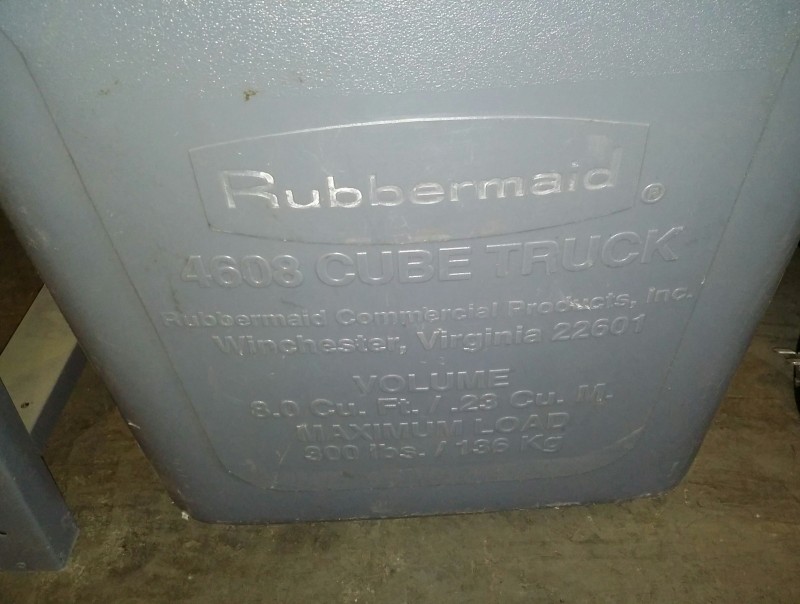 Rubbermaid ®
4608 CUBE TRUCK
Rubbermaid Commercial Products, Inc.
Winchester, Virginia 22601
VOLUME
8.0 Cu. Ft. / .23 Cu. M.
MAXIMUM LOAD
300 lbs. / 136 Kg